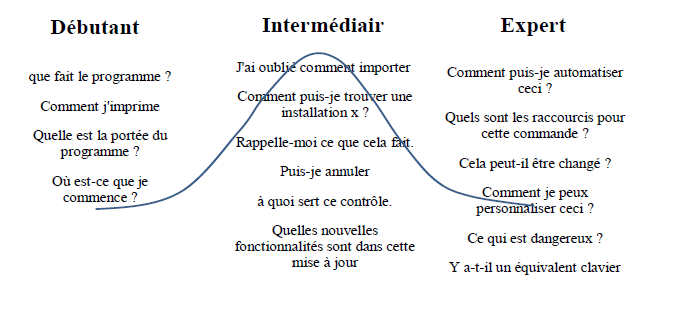 Débutant
que fait le programme ?
Comment j'imprime
Quelle est la portée du
programme ?
Où est-ce que je
commence ?
Intermédiair
J'ai oublié comment importer
Comment puis-je trouver une
installation x ?
Rappelle-moi ce que cela fait.
Puis-je annuler
à quoi sert ce contrôle.
Quelles nouvelles
fonctionnalités sont dans cette
mise à jour
Expert
Comment puis-je automatiser
ceci ?
Quels sont les raccourcis pour
cette commande ?
Cela peut-il être changé ?
Comment je peux
personnaliser ceci ?
Ce qui est dangereux ?
Y a-t-il un équivalent clavier